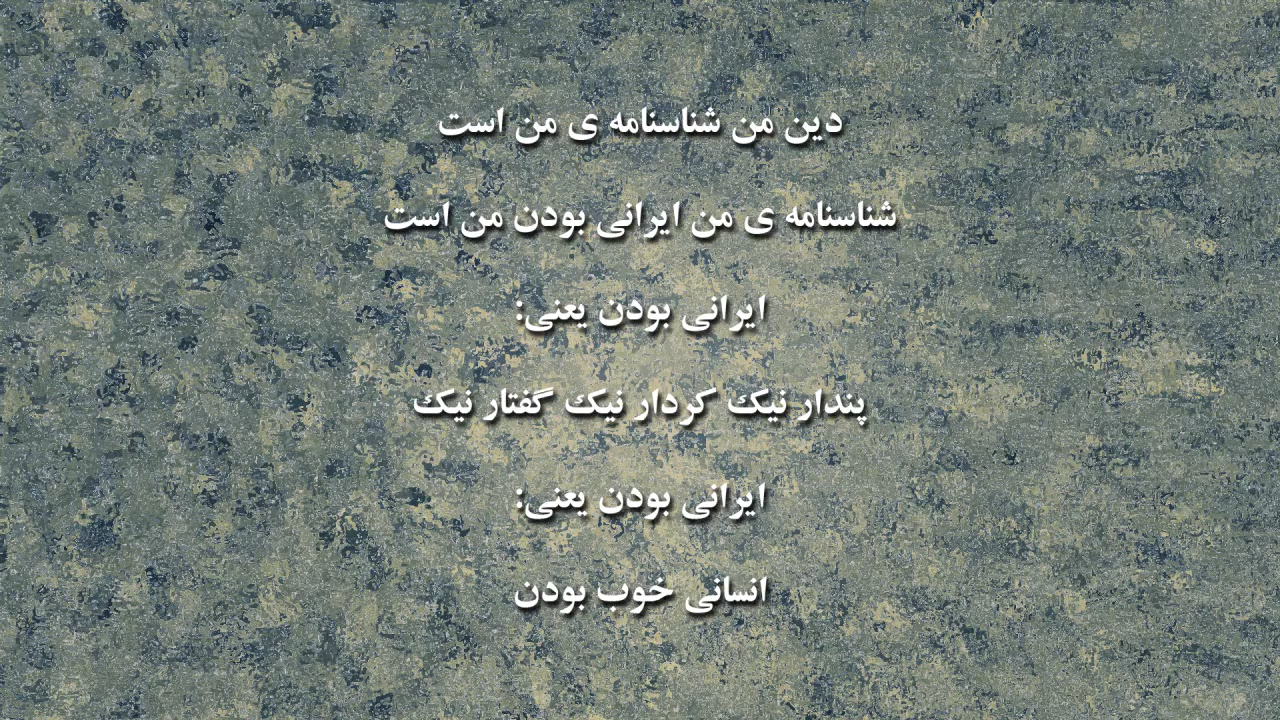 دین من شناسنامه ی من است
شناسنامه ی من ایرانی بودن من است
ایرانی بودن یعنی:
پندار نیک کردار نیک گفتار نیک
ایرانی بودن یعنی:
انسانی خوب بودن